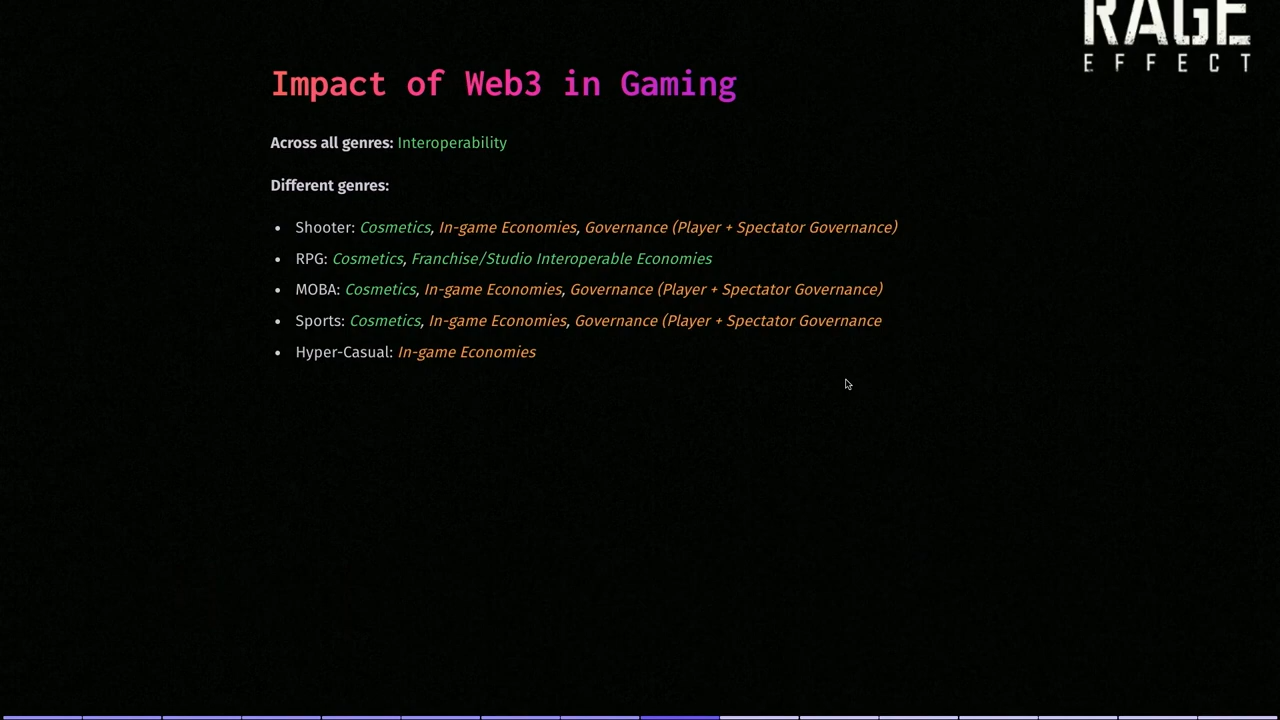 RAGE
EFFECT
Impact of Web3 in Gaming
Across all genres: Interoperability
Different genres:
• Shooter: Cosmetics, In-game Economies, Governance (Player + Spectator Governance)
• RPG: Cosmetics, Franchise/Studio Interoperable Economies
• MOBA: Cosmetics, In-game Economies, Governance (Player + Spectator Governance)
• Sports: Cosmetics, In-game Economies, Governance (Player + Spectator Governance
• Hyper-Casual: In-game Economies